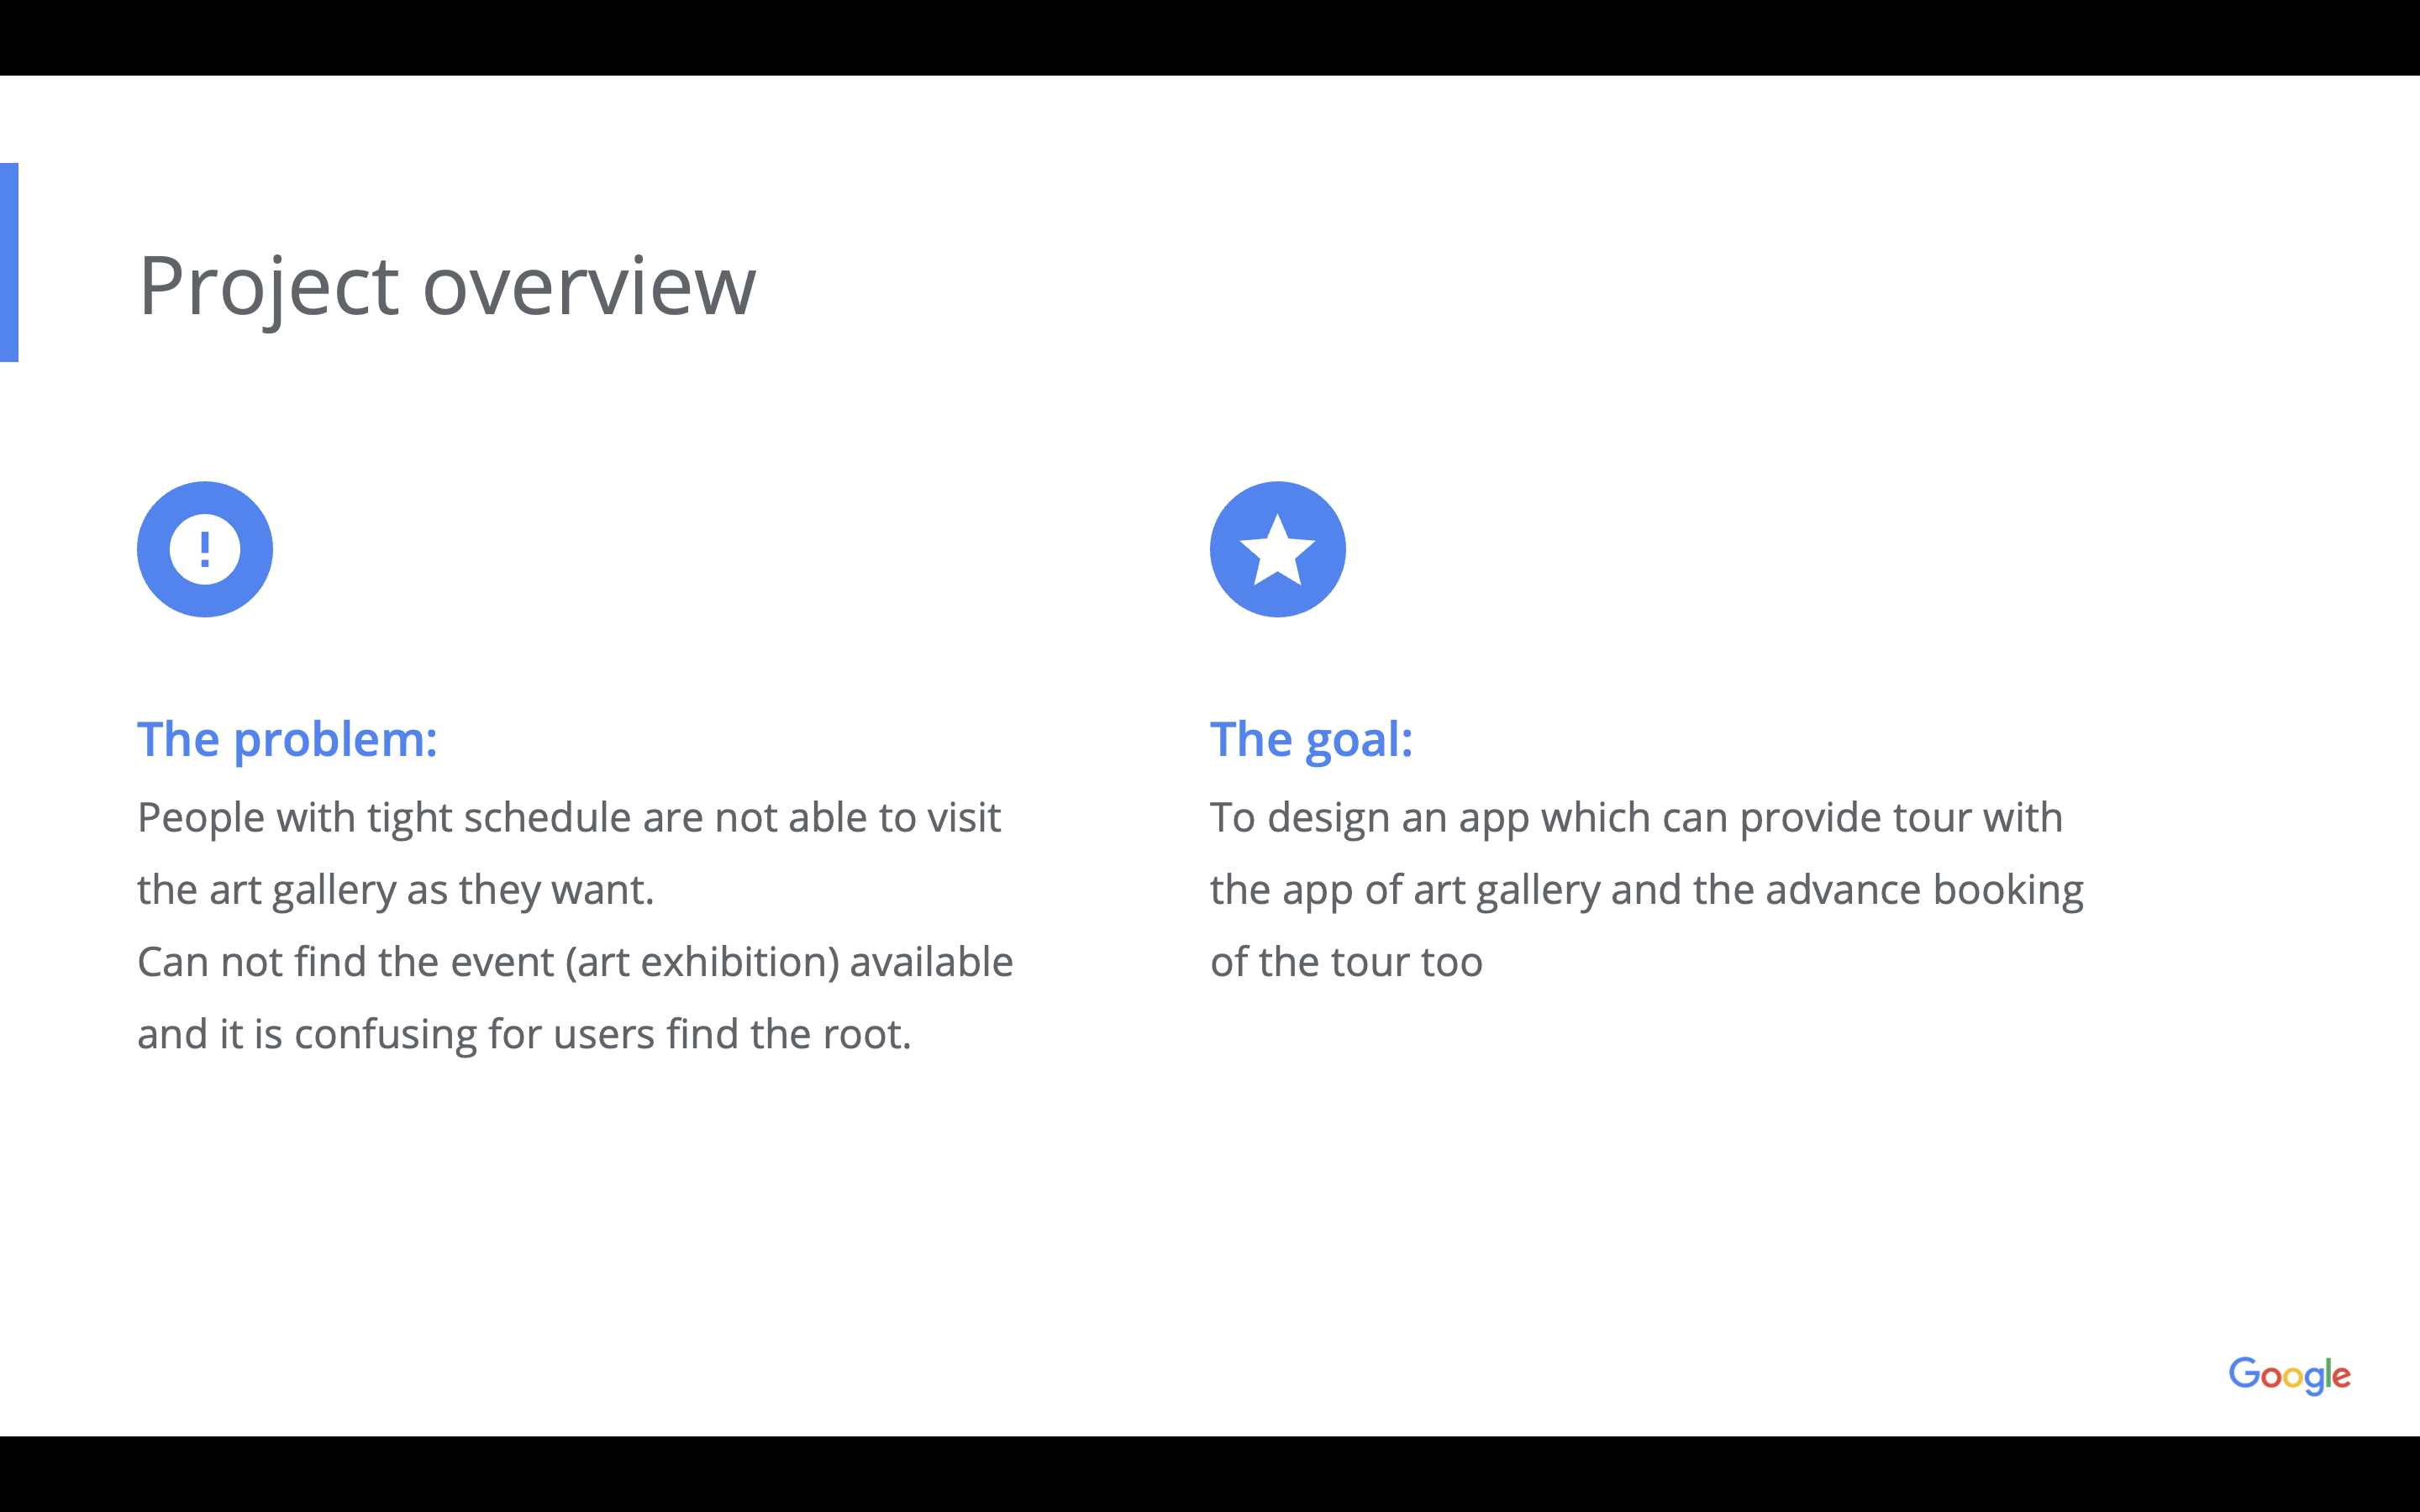 Project overview
The problem:
People with tight schedule are not able to visit
the art gallery as they want.
Can not find the event (art exhibition) available
and it is confusing for users find the root.
The goal:
To design an app which can provide tour with
the app of art gallery and the advance booking
of the tour too
Google